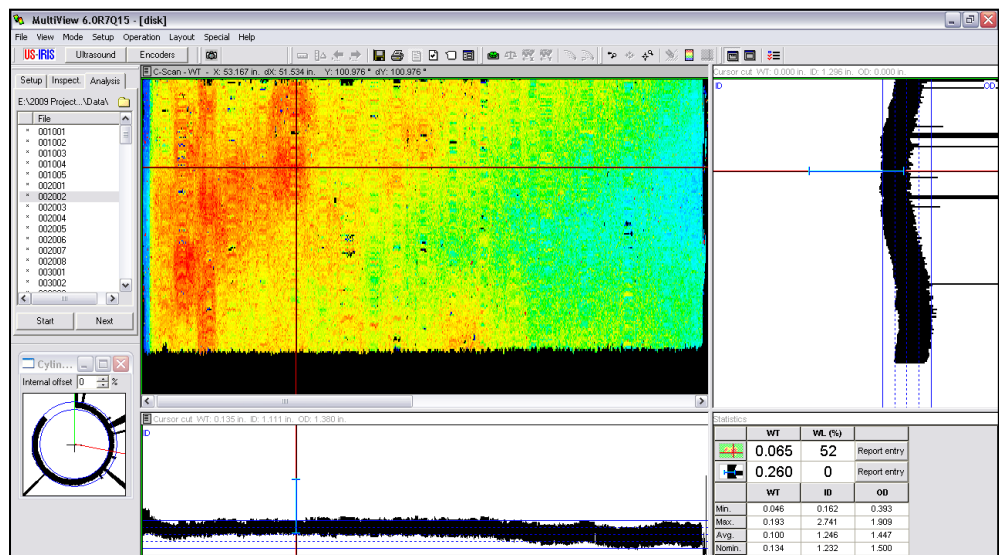 MultiView 6.0R7Q15 - [disk]
File View Mode Setup Operation Layout Special Help
US-IRIS Ultrasound Encoders
Setup Inspect Analysis
E:\2009 Project...\Data\
File
* 001001
* 001002
* 001003
* 001004
* 001005
* 002001
* 002002
* 002003
* 002004
* 002005
* 002006
* 002007
* 002008
* 003001
* 003002
Start Next
Cylin...
Internal offset 0 %
C-Scan - WT - X: 53.167 in. dX: 51.534 in. Y: 100.976 ° dY: 100.976 °
Cursor cut WT: 0.000 in. ID: 1.296 in. OD: 0.000 in.
ID OD
Cursor cut WT: 0.135 in. ID: 1.111 in. OD: 1.380 in.
ID
Statistics
WT WL (%)
0.065 52 Report entry
0.260 0 Report entry
WT ID OD
Min. 0.046 0.162 0.393
Max. 0.193 2.741 1.909
Avg. 0.100 1.246 1.447
Nomin. 0.134 1.232 1.500